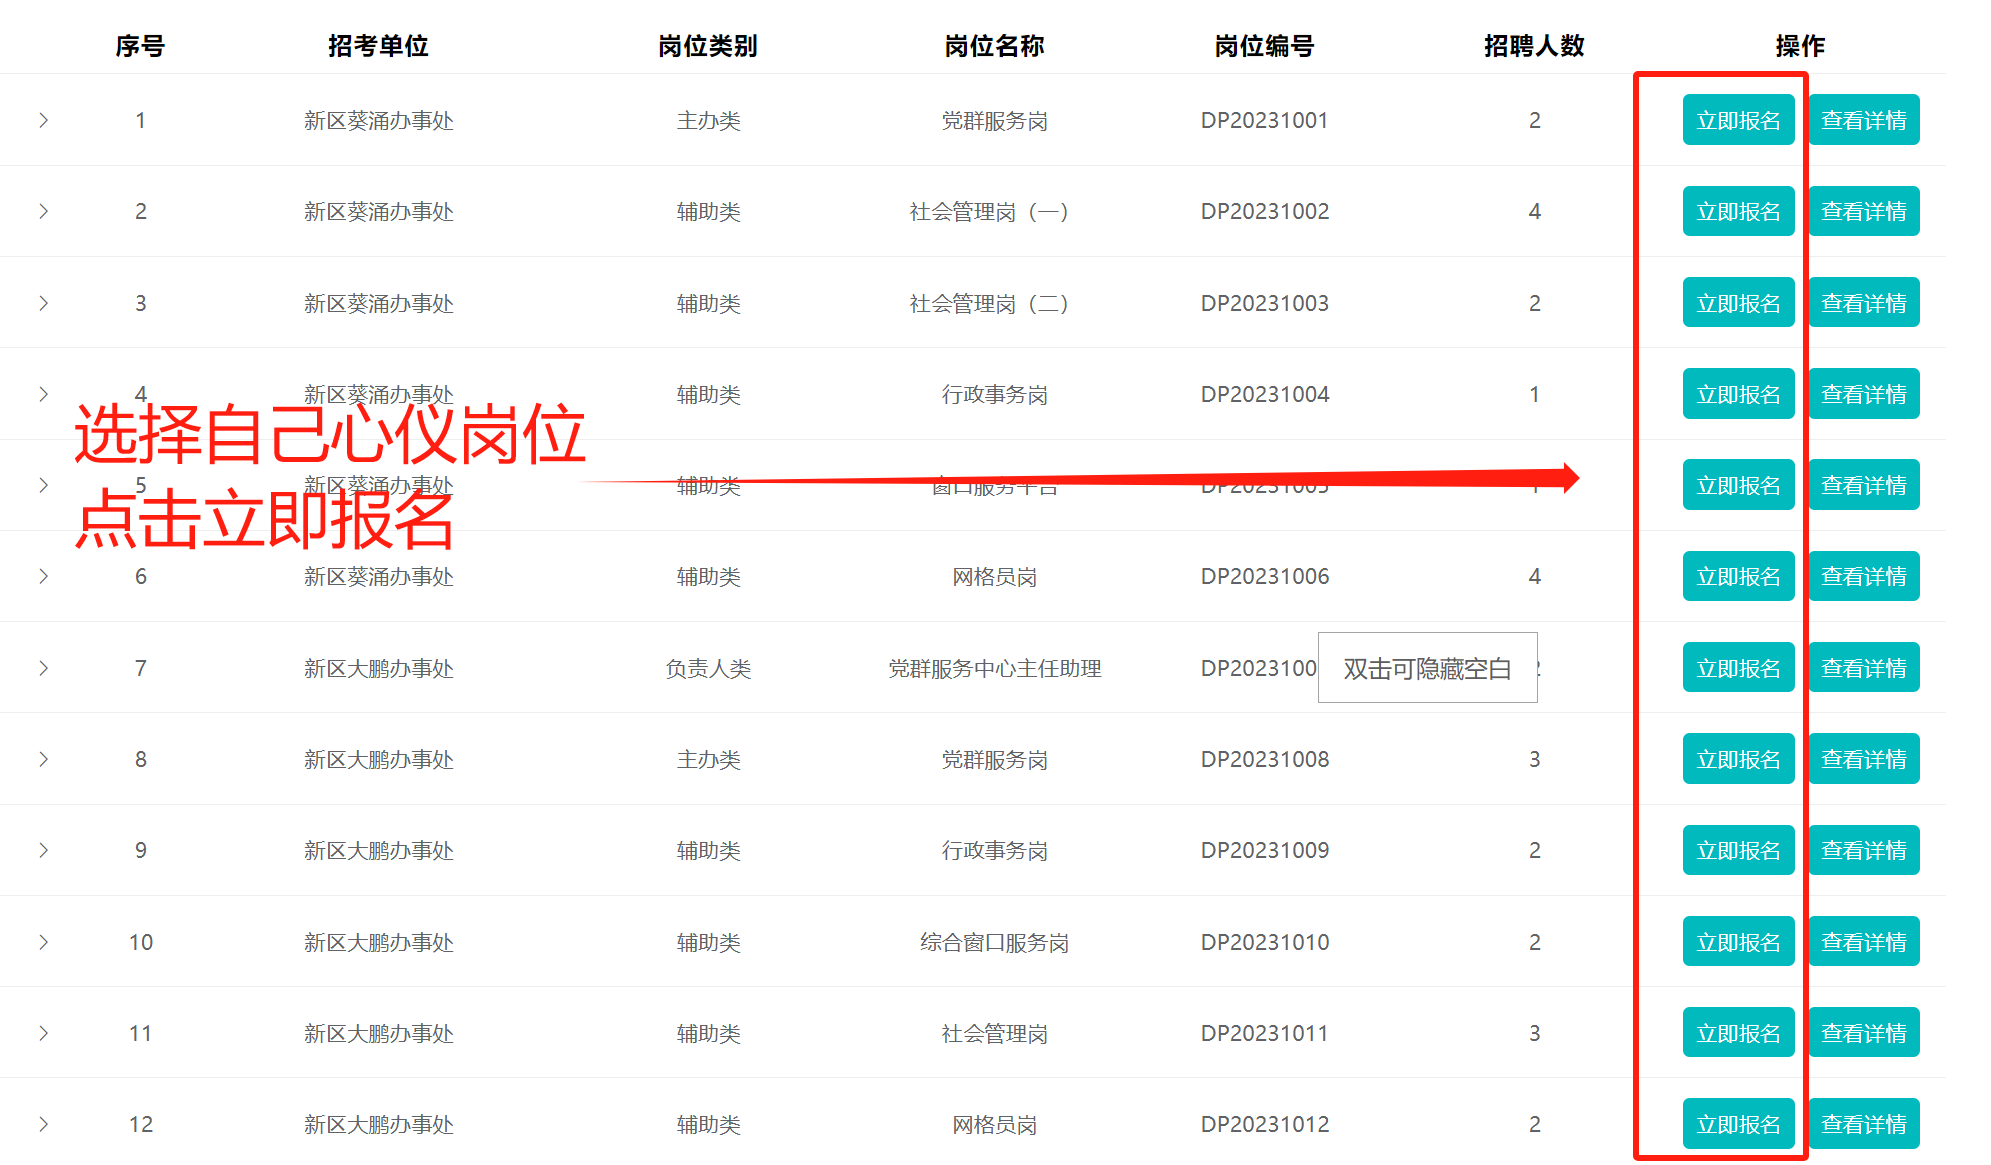 序号 招考单位 岗位类别 岗位名称 岗位编号 招聘人数 操作
1 新区葵涌办事处 主办类 党群服务岗 DP20231001 2 立即报名 查看详情
2 新区葵涌办事处 辅助类 社会管理岗（一） DP20231002 4 立即报名 查看详情
3 新区葵涌办事处 辅助类 社会管理岗（二） DP20231003 2 立即报名 查看详情
4 新区葵涌办事处 辅助类 行政事务岗 DP20231004 1 立即报名 查看详情
选择自己心仪岗位
5 新区葵涌办事处 辅助类 窗口服务平台 DP20231005 1 立即报名 查看详情
点击立即报名
6 新区葵涌办事处 辅助类 网格员岗 DP20231006 4 立即报名 查看详情
7 新区大鹏办事处 负责人类 党群服务中心主任助理 DP2023100 双击可隐藏空白 2 立即报名 查看详情
8 新区大鹏办事处 主办类 党群服务岗 DP20231008 3 立即报名 查看详情
9 新区大鹏办事处 辅助类 行政事务岗 DP20231009 2 立即报名 查看详情
10 新区大鹏办事处 辅助类 综合窗口服务岗 DP20231010 2 立即报名 查看详情
11 新区大鹏办事处 辅助类 社会管理岗 DP20231011 3 立即报名 查看详情
12 新区大鹏办事处 辅助类 网格员岗 DP20231012 2 立即报名 查看详情